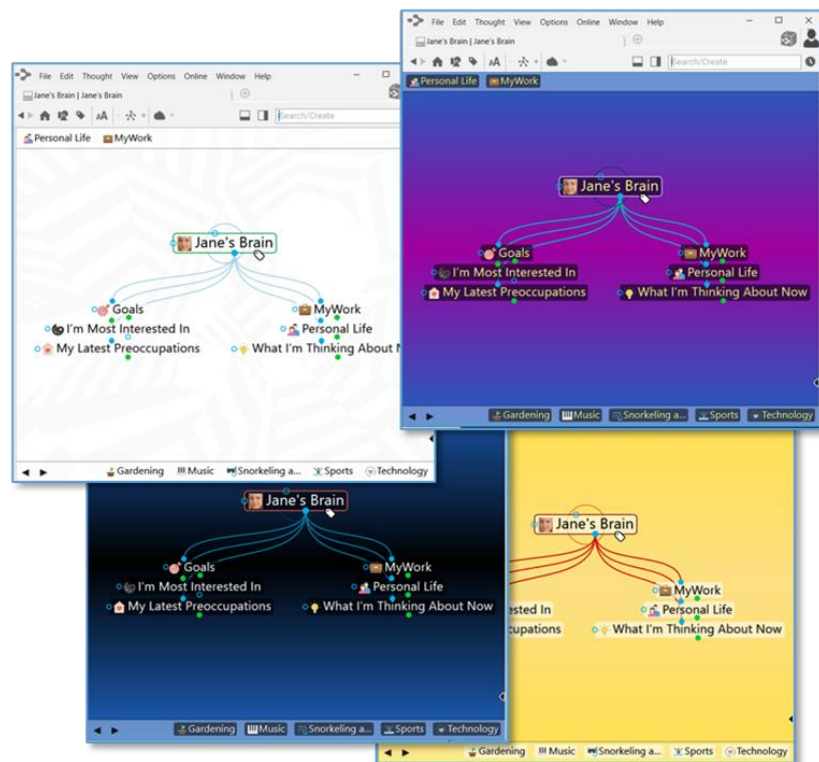 File Edit Thought View Options Online Window Help
Jane's Brain | Jane's Brain
AA
Search/Create
Personal Life MyWork
Jane's Brain
Goals MyWork
I'm Most Interested In Personal Life
My Latest Preoccupations What I'm Thinking About N
Gardening Music Snorkeling a... Sports Technology
File Edit Thought View Options Online Window Help
Jane's Brain | Jane's Brain
AA
Search/Create
Personal Life MyWork
Jane's Brain
Goals MyWork
I'm Most Interested In Personal Life
My Latest Preoccupations What I'm Thinking About Now
Gardening Music Snorkeling a... Sports Technology
Jane's Brain
Goals MyWork
I'm Most Interested In Personal Life
My Latest Preoccupations What I'm Thinking About Now
Gardening Music Snorkeling a... Sports Technology
Jane's Brain
MyWork
ested In Personal Life
cupations What I'm Thinking About Now
Gardening Music Snorkeling a... Sports Technology